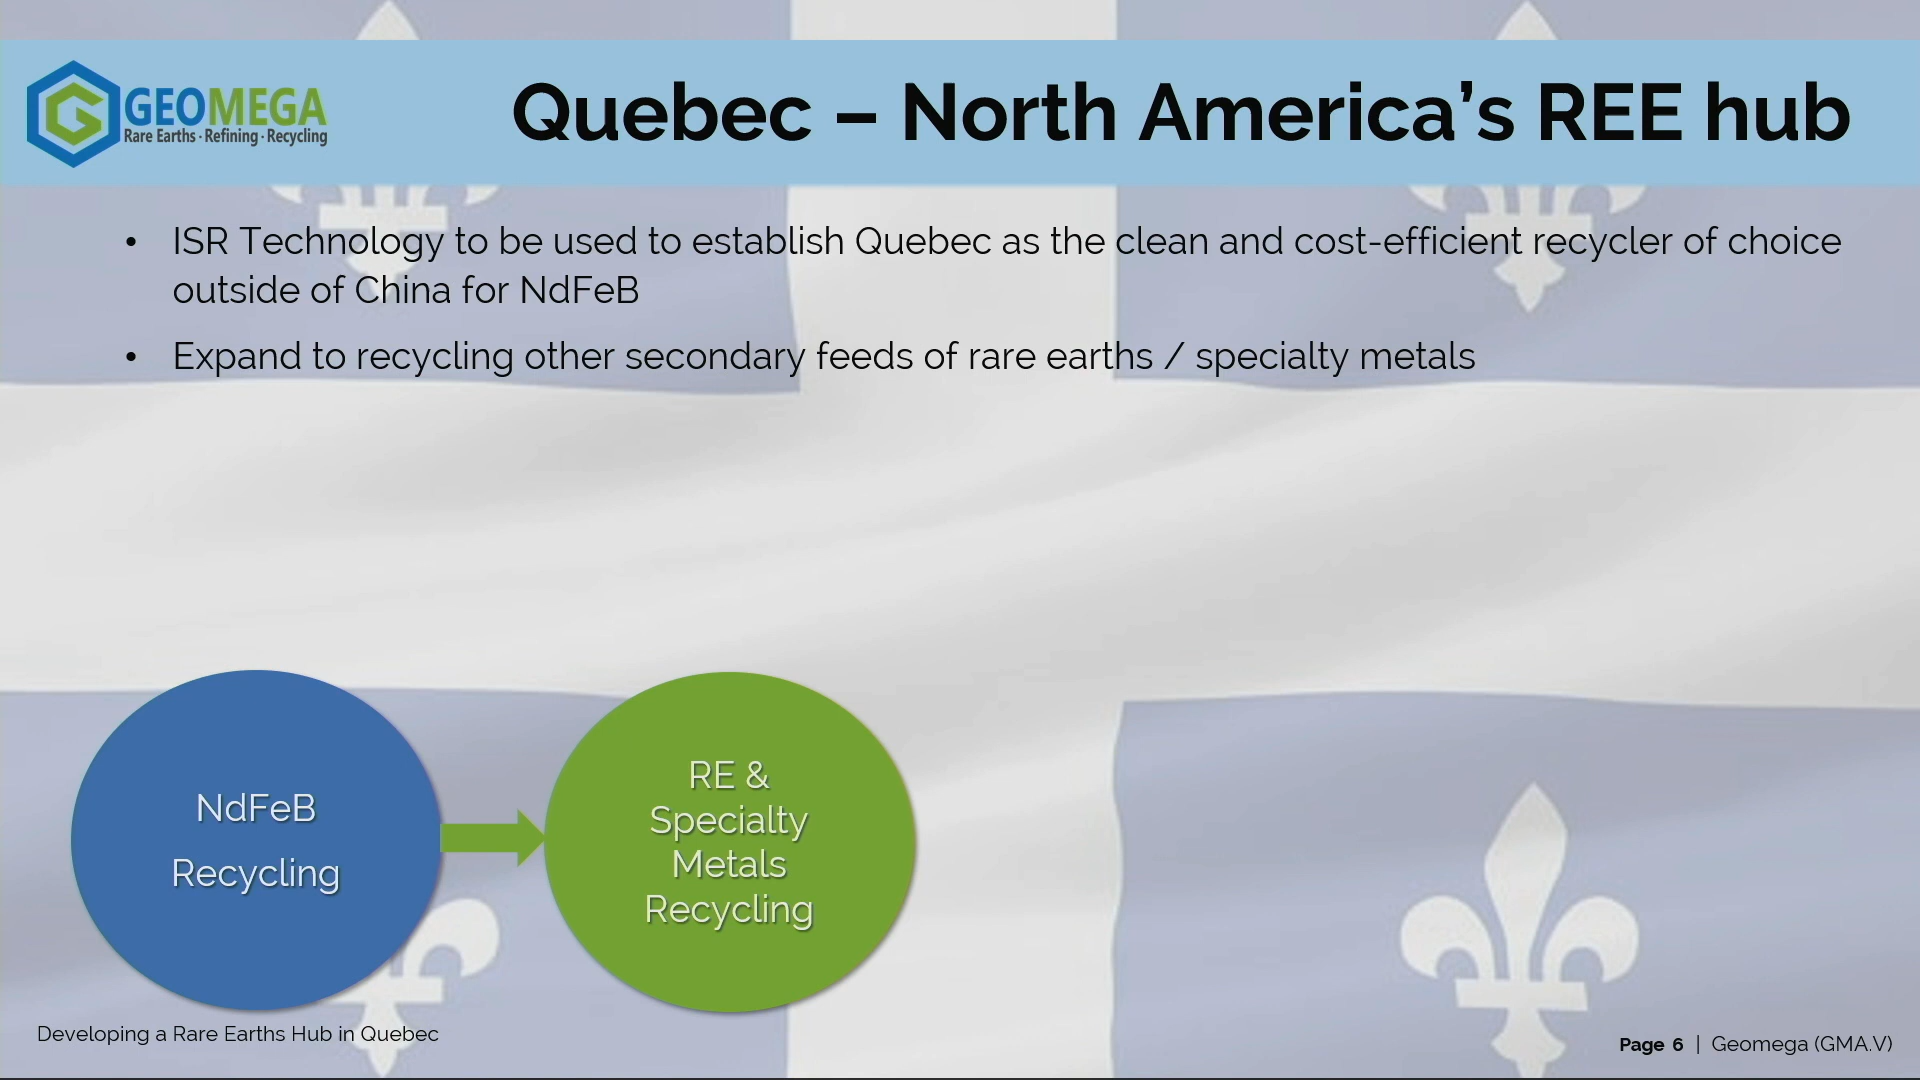 GEOMEGA
Rare Earths · Refining · Recycling
Quebec – North America’s REE hub
• ISR Technology to be used to establish Quebec as the clean and cost-efficient recycler of choice
outside of China for NdFeB
• Expand to recycling other secondary feeds of rare earths / specialty metals
NdFeB
Recycling
RE &
Specialty
Metals
Recycling
Developing a Rare Earths Hub in Quebec
Page 6 | Geomega (GMA.V)